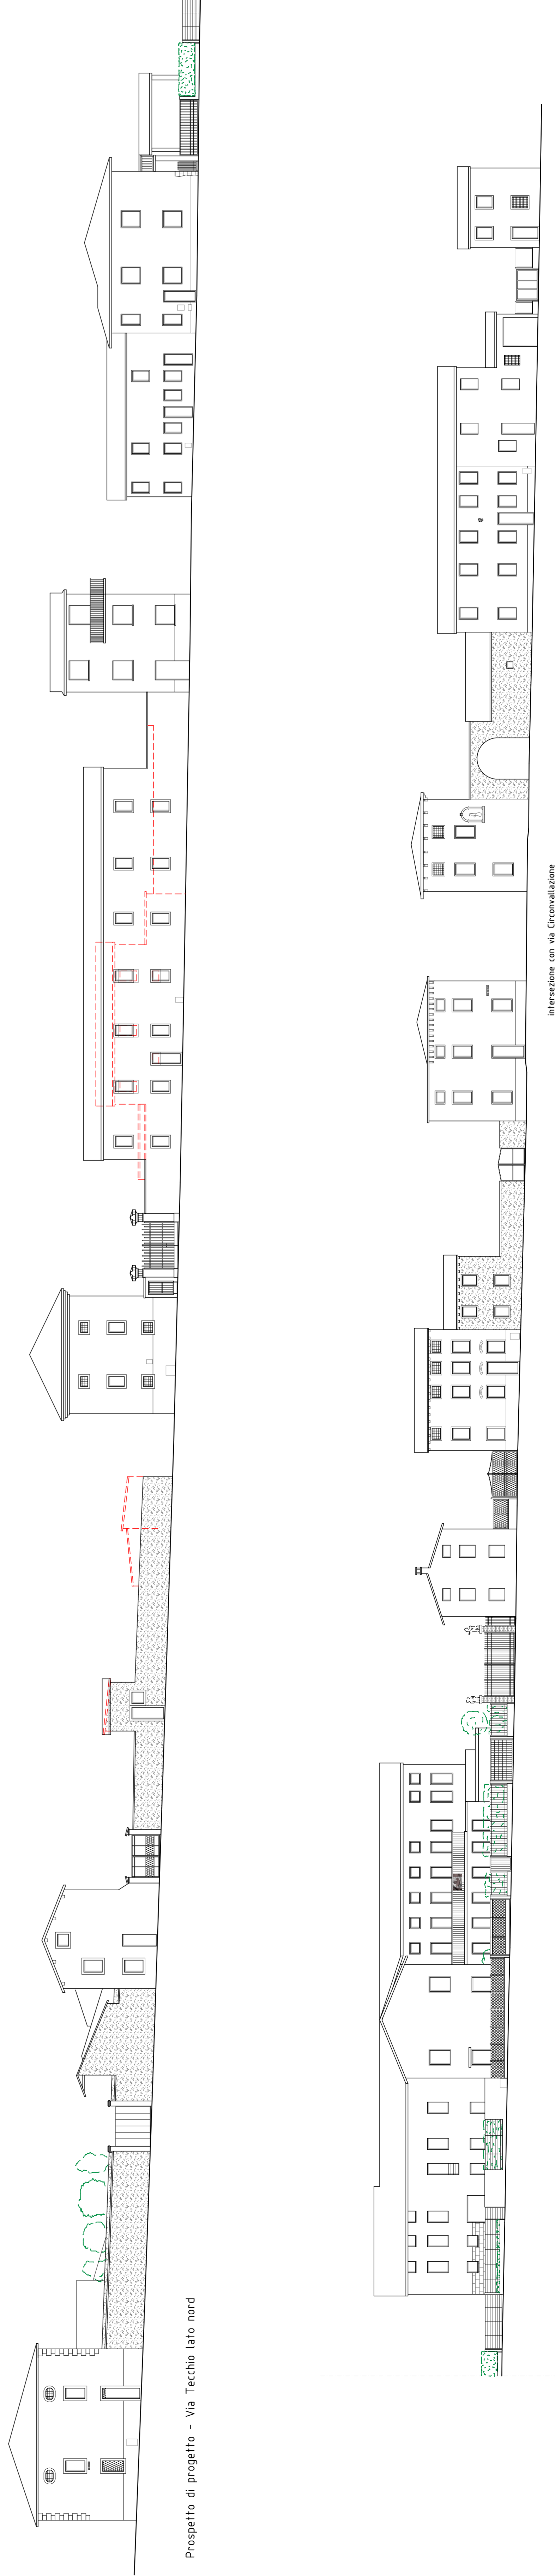 Prospetto di progetto - Via Tecchio lato nord
intersezione con via Circonvallazione